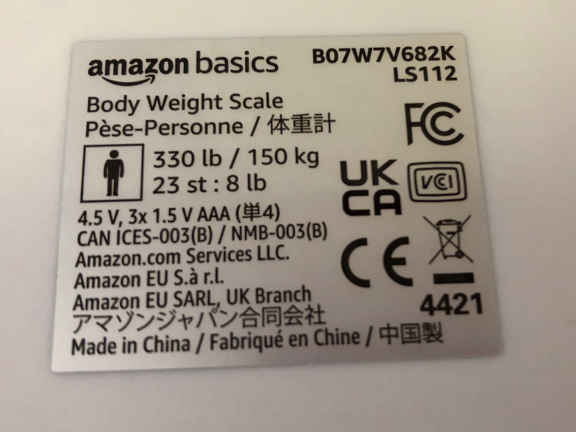 amazon basics
B07W7V682K
LS112
Body Weight Scale
Pèse-Personne / 体重計
FC
330 lb / 150 kg
23 st : 8 lb
UK
CA
VCI
4.5 V, 3x 1.5 V AAA (単4)
CAN ICES-003(B) / NMB-003(B)
Amazon.com Services LLC.
Amazon EU S.à r.l.
Amazon EU SARL, UK Branch
CE
4421
アマゾンジャパン合同会社
Made in China / Fabriqué en Chine / 中国製